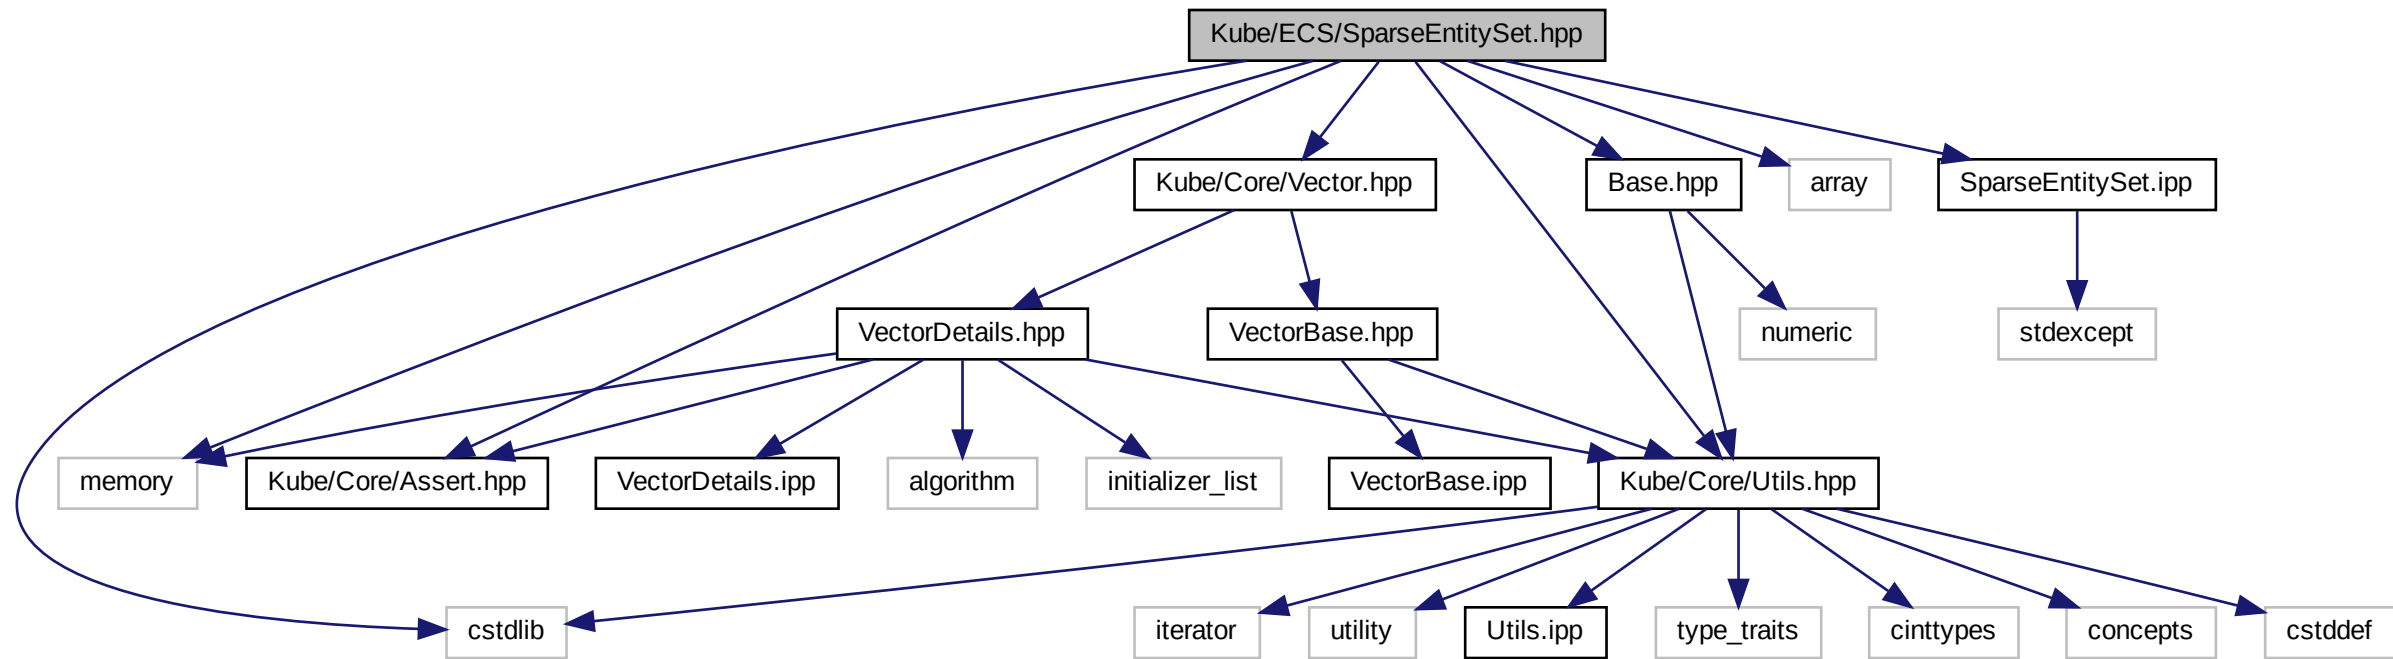 Kube/ECS/SparseEntitySet.hpp
Kube/Core/Vector.hpp
Base.hpp
array
SparseEntitySet.ipp
VectorDetails.hpp
VectorBase.hpp
numeric
stdexcept
memory
Kube/Core/Assert.hpp
VectorDetails.ipp
algorithm
initializer_list
VectorBase.ipp
Kube/Core/Utils.hpp
cstdlib
iterator
utility
Utils.ipp
type_traits
cinttypes
concepts
cstddef